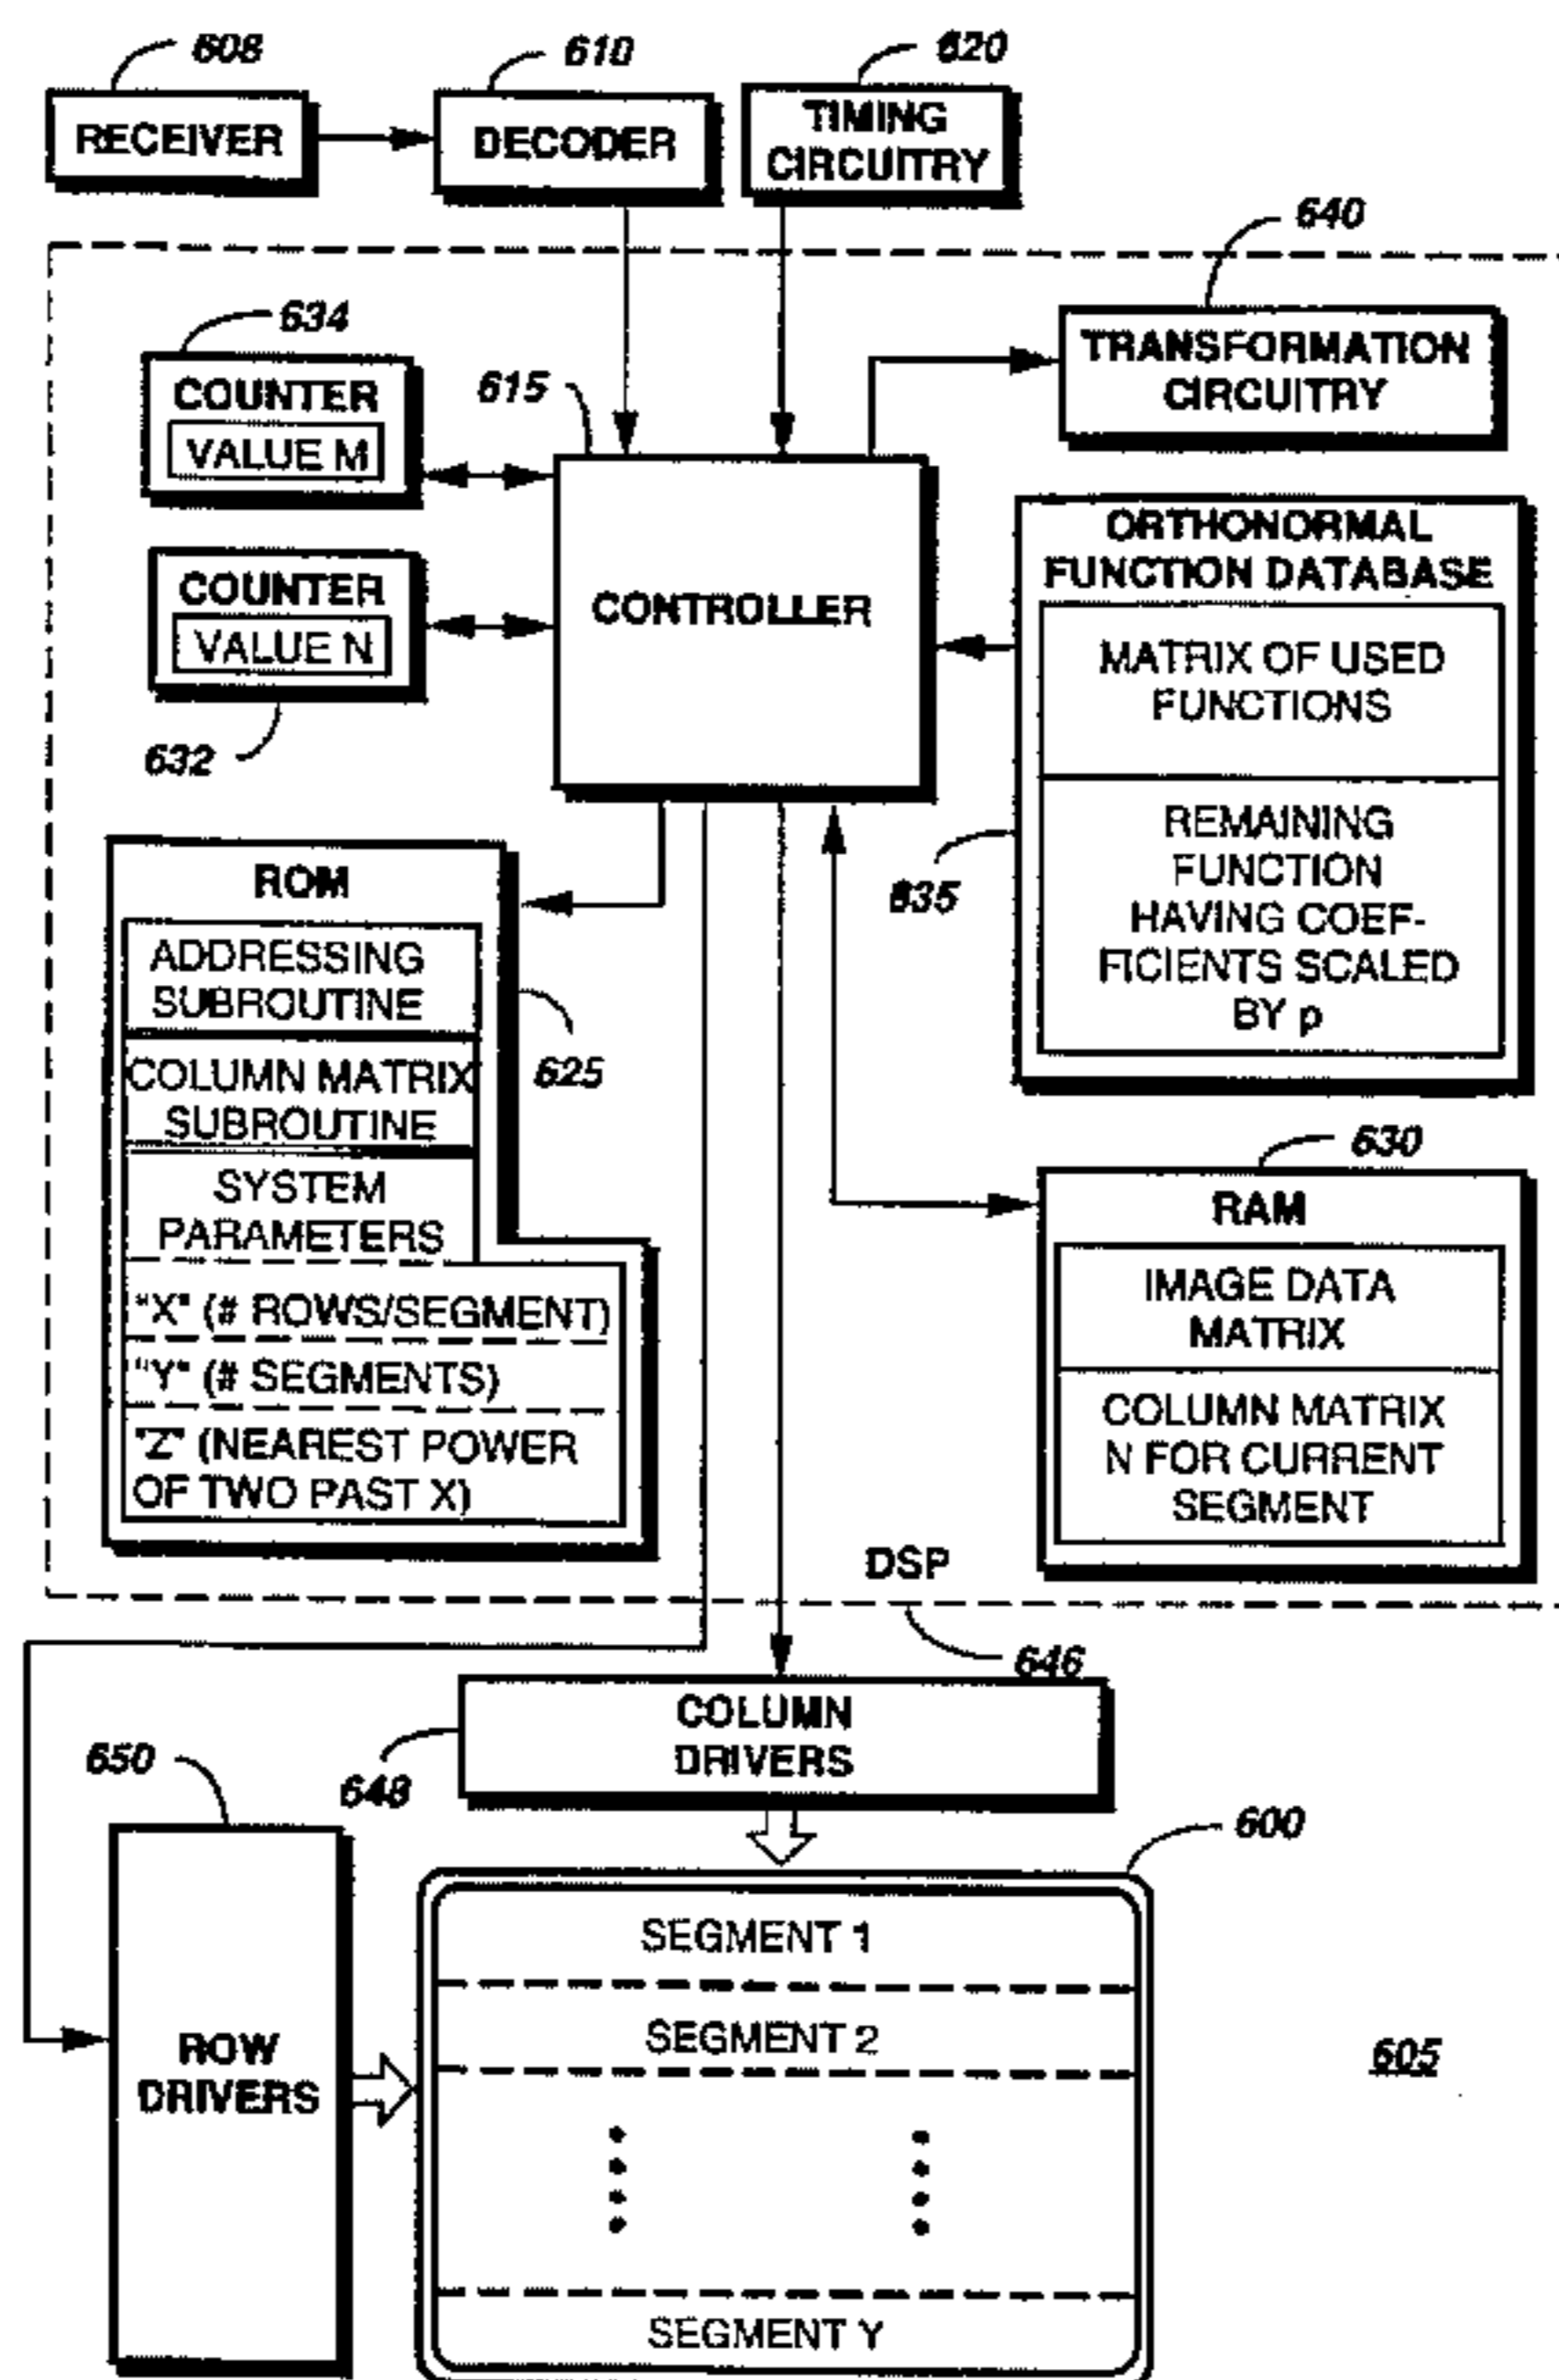 608
610
620
RECEIVER
DECODER
TIMING
CIRCUITRY
640
634
TRANSFORMATION
CIRCUITRY
COUNTER
VALUE M
615
ORTHONORMAL
FUNCTION DATABASE
COUNTER
VALUE N
CONTROLLER
MATRIX OF USED
FUNCTIONS
632
REMAINING
FUNCTION
HAVING COEF-
FICIENTS SCALED
BY p
635
ROM
ADDRESSING
SUBROUTINE
COLUMN MATRIX
SUBROUTINE
625
SYSTEM
PARAMETERS
"X" (# ROWS/SEGMENT)
"Y" (# SEGMENTS)
"Z" (NEAREST POWER
OF TWO PAST X)
630
RAM
IMAGE DATA
MATRIX
COLUMN MATRIX
N FOR CURRENT
SEGMENT
DSP
646
COLUMN
DRIVERS
648
650
600
SEGMENT 1
SEGMENT 2
ROW
DRIVERS
605
SEGMENT Y